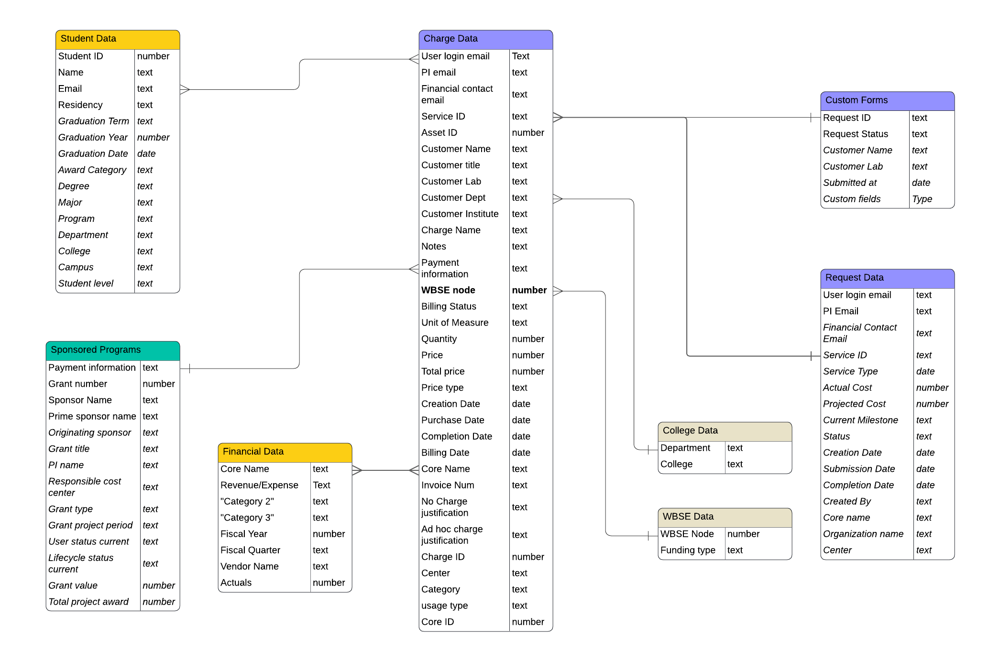 Student Data
Student ID number
Name text
Email text
Residency text
Graduation Term text
Graduation Year number
Graduation Date date
Award Category text
Degree text
Major text
Program text
Department text
College text
Campus text
Student level text
Sponsored Programs
Payment information text
Grant number number
Sponsor Name text
Prime sponsor name text
Originating sponsor text
Grant title text
PI name text
Responsible cost
center text
Grant type text
Grant project period text
User status current text
Lifecycle status
current text
Grant value number
Total project award number
Financial Data
Core Name text
Revenue/Expense Text
"Category 2" text
"Category 3" text
Fiscal Year number
Fiscal Quarter text
Vendor Name text
Actuals number
Charge Data
User login email Text
PI email text
Financial contact
email text
Service ID text
Asset ID number
Customer Name text
Customer title text
Customer Lab text
Customer Dept text
Customer Institute text
Charge Name text
Notes text
Payment
information text
WBSE node number
Billing Status text
Unit of Measure text
Quantity number
Price number
Total price number
Price type text
Creation Date date
Purchase Date date
Completion Date date
Billing Date date
Core Name text
Invoice Num text
No Charge
justification text
Ad hoc charge
justification text
Charge ID number
Center text
Category text
usage type text
Core ID number
Custom Forms
Request ID text
Request Status text
Customer Name text
Customer Lab text
Submitted at date
Custom fields Type
Request Data
User login email text
PI Email text
Financial Contact
Email text
Service ID text
Service Type date
Actual Cost number
Projected Cost number
Current Milestone text
Status text
Creation Date date
Submission Date date
Completion Date date
Created By text
Core name text
Organization name text
Center text
College Data
Department text
College text
WBSE Data
WBSE Node number
Funding type text